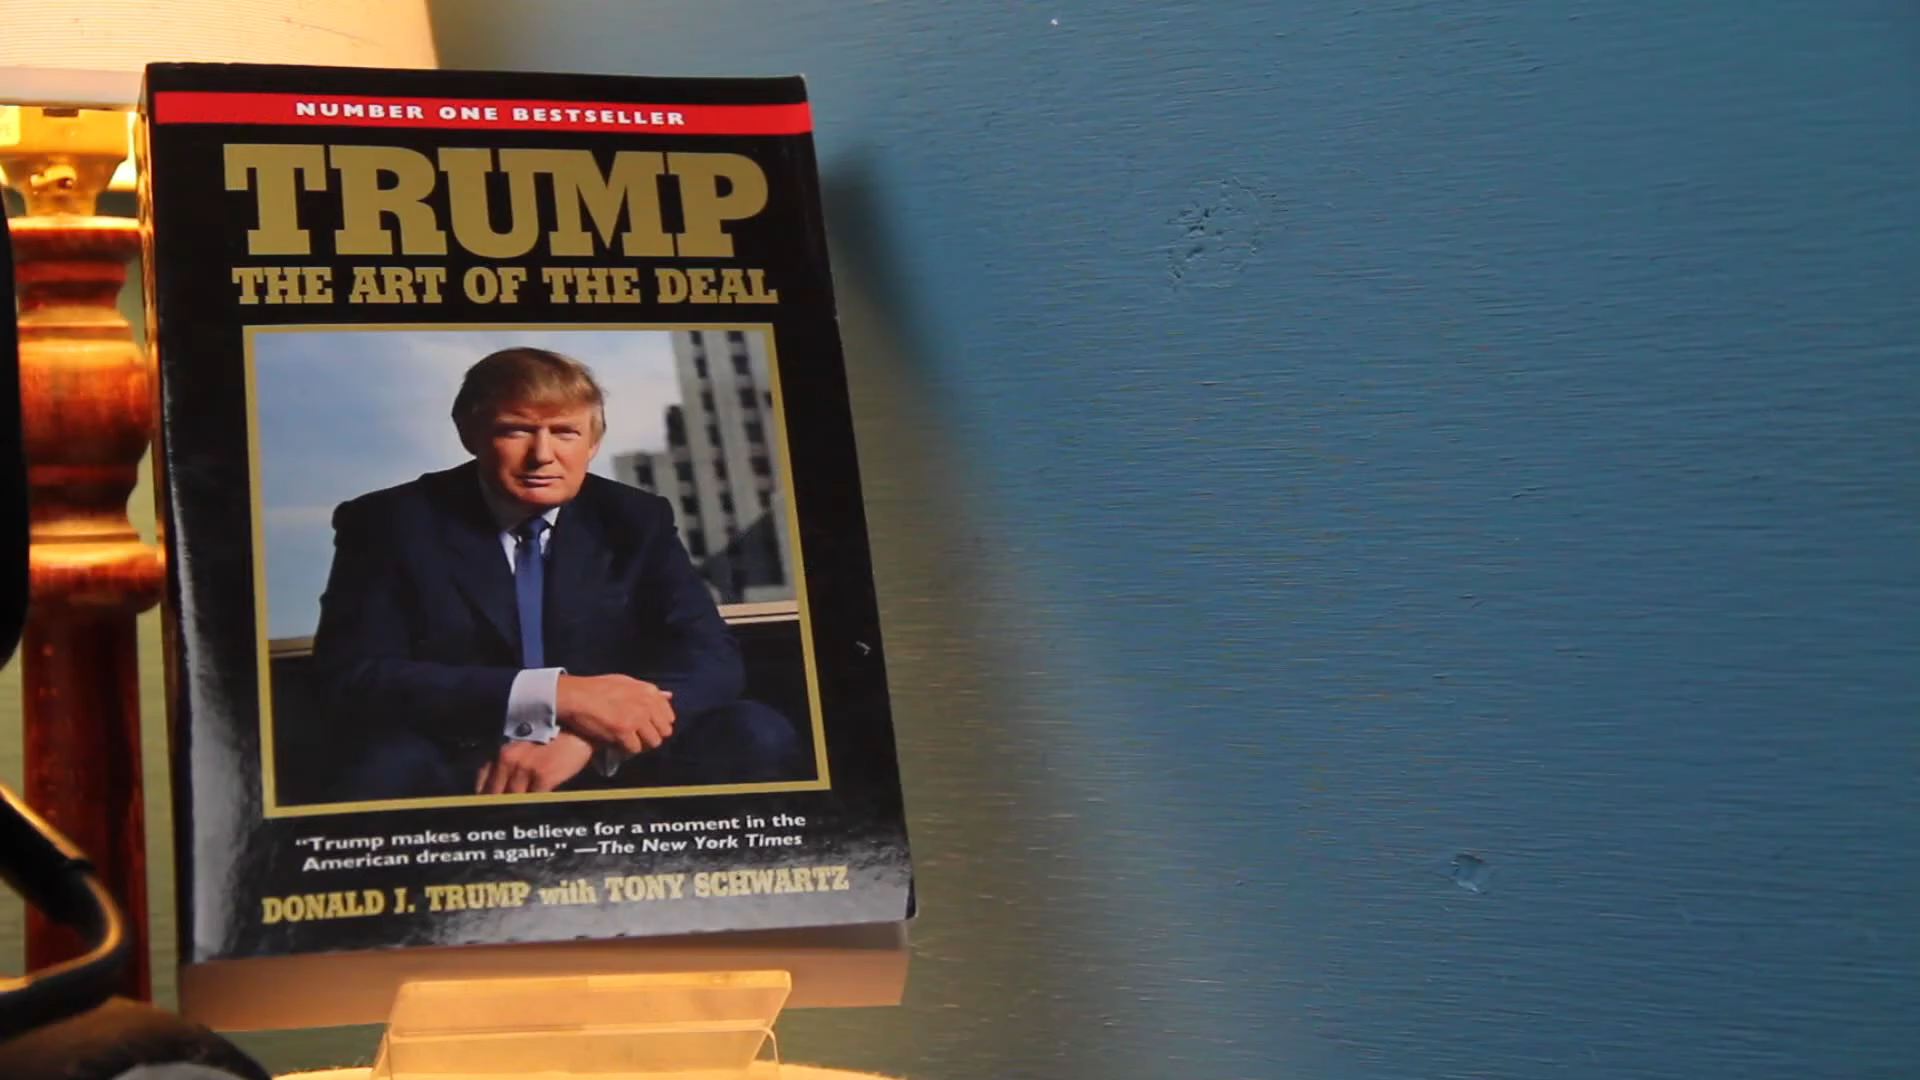 NUMBER ONE BESTSELLER
TRUMP
THE ART OF THE DEAL
“Trump makes one believe for a moment in the
American dream again.” —The New York Times
DONALD J. TRUMP with TONY SCHWARTZ